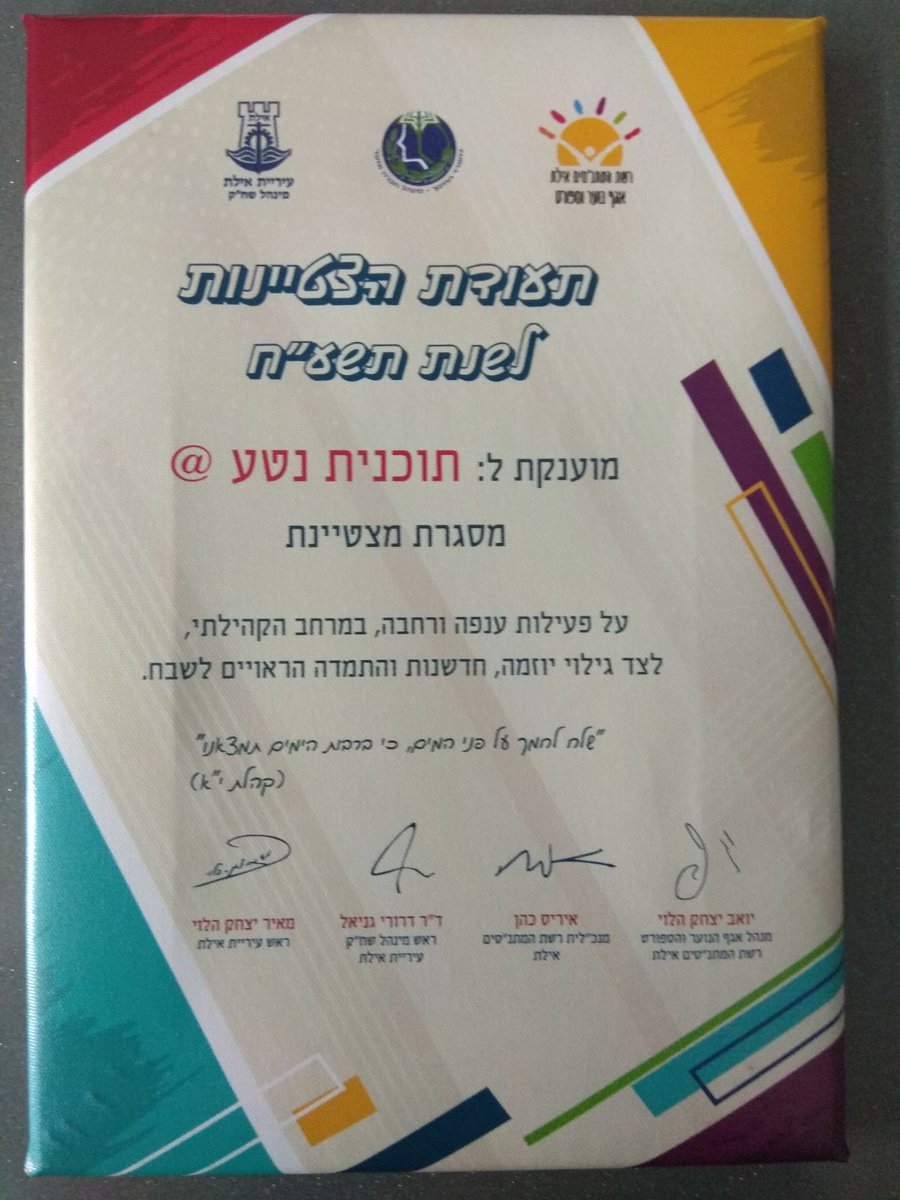 רשת המתנ"סים אילת
אגף נוער וספורט
אילת
עיריית אילת
מינהל שח"ק
תעודת הצטיינות
לשנת תשע"ח
מוענקת ל: תוכנית נטע @
מסגרת מצטיינת
על פעילות ענפה ורחבה, במרחב הקהילתי,
לצד גילוי יוזמה, חדשנות והתמדה הראויים לשבח.
"שלח לחמך על פני המים, כי ברבות הימים תמצאנו"
(קהלת י"א)
יואב יצחק הלוי
מנהל אגף הנוער והספורט
רשת המתנ"סים אילת
איריס כהן
מנכ"לית רשת המתנ"סים
אילת
ד"ר דרורי גניאל
ראש מינהל שח"ק
עיריית אילת
מאיר יצחק הלוי
ראש עיריית אילת